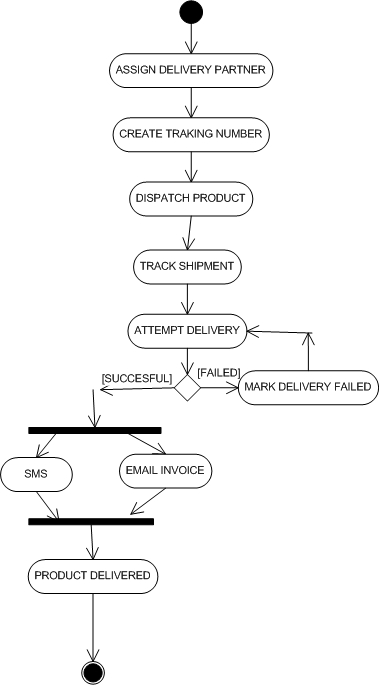 ASSIGN DELIVERY PARTNER
CREATE TRAKING NUMBER
DISPATCH PRODUCT
TRACK SHIPMENT
ATTEMPT DELIVERY
[SUCCESFUL]
[FAILED]
MARK DELIVERY FAILED
SMS
EMAIL INVOICE
PRODUCT DELIVERED